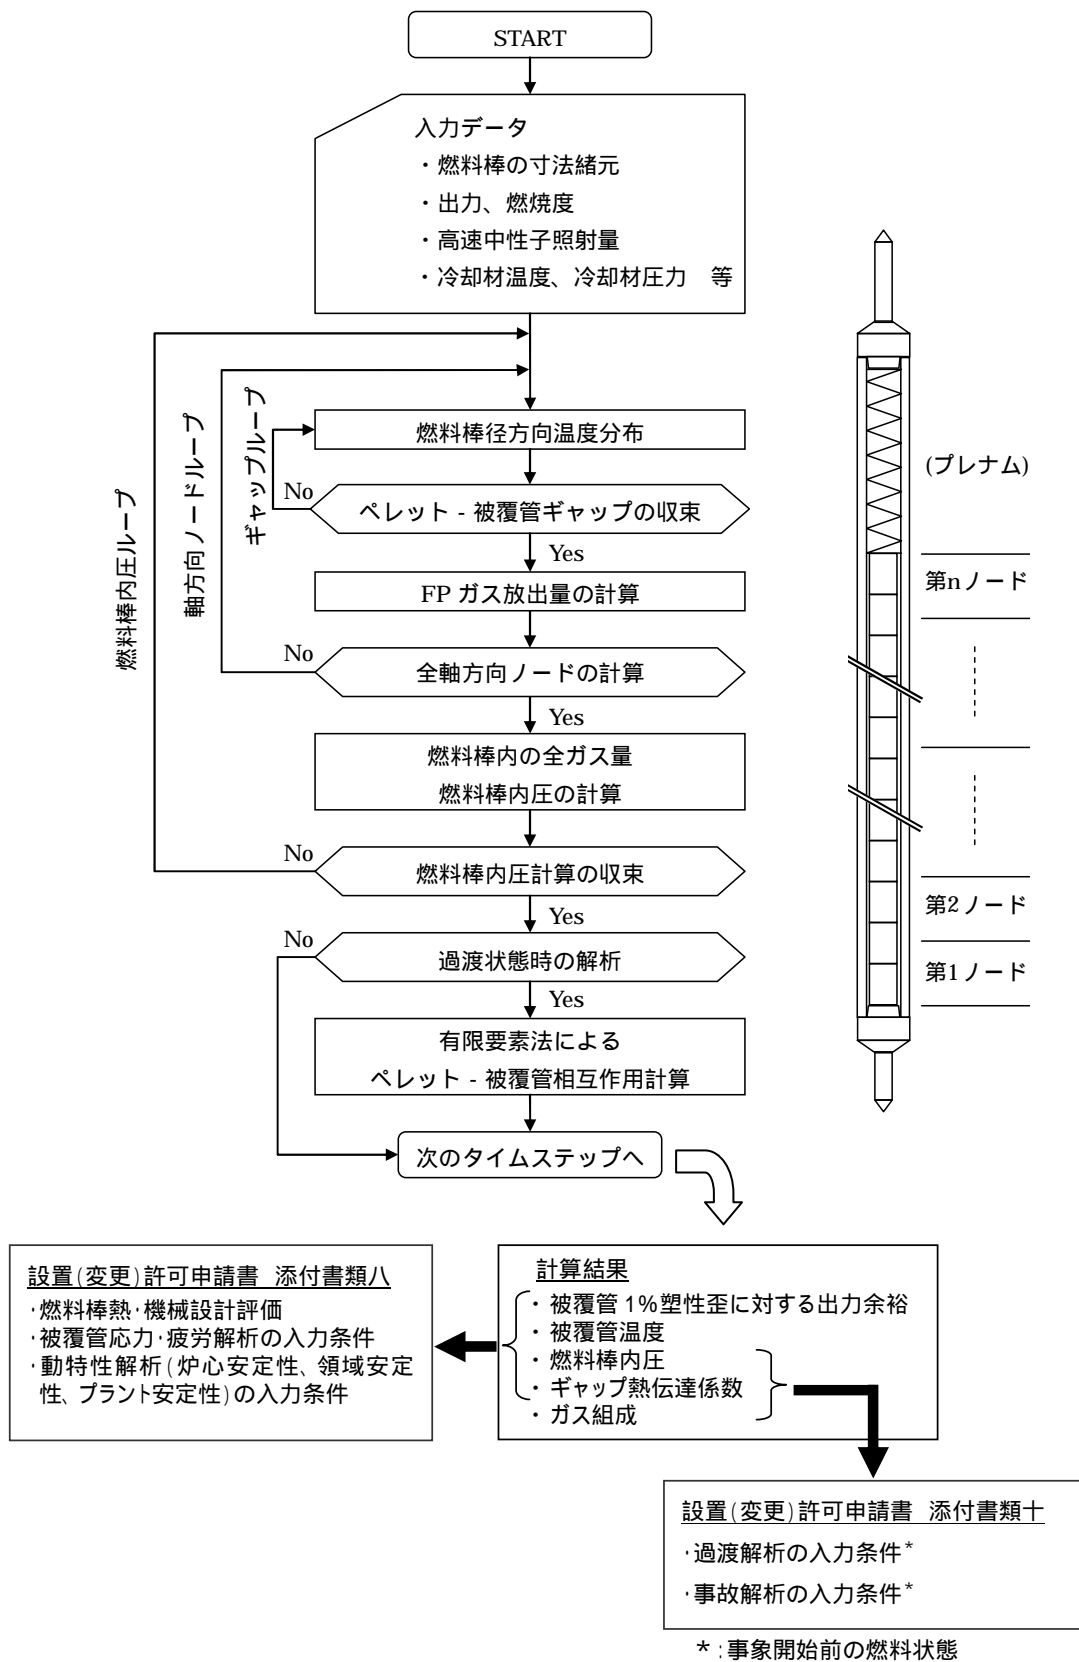 START
入力データ
・燃料棒の寸法緒元
・出力、燃焼度
・高速中性子照射量
・冷却材温度、冷却材圧力　等
燃料棒内圧ループ
軸方向ノードループ
ギャップループ
燃料棒径方向温度分布
No
ペレット - 被覆管ギャップの収束
Yes
FP ガス放出量の計算
No
全軸方向ノードの計算
Yes
燃料棒内の全ガス量
燃料棒内圧の計算
No
燃料棒内圧計算の収束
Yes
No
過渡状態時の解析
Yes
有限要素法による
ペレット - 被覆管相互作用計算
次のタイムステップへ
(プレナム)
第nノード
第2ノード
第1ノード
設置(変更)許可申請書 添付書類八
･燃料棒熱･機械設計評価
･被覆管応力･疲労解析の入力条件
･動特性解析(炉心安定性、領域安定
性、プラント安定性)の入力条件
計算結果
・被覆管 1%塑性歪に対する出力余裕
・被覆管温度
・燃料棒内圧
・ギャップ熱伝達係数
・ガス組成
設置(変更)許可申請書 添付書類十
･過渡解析の入力条件*
･事故解析の入力条件*
*:事象開始前の燃料状態